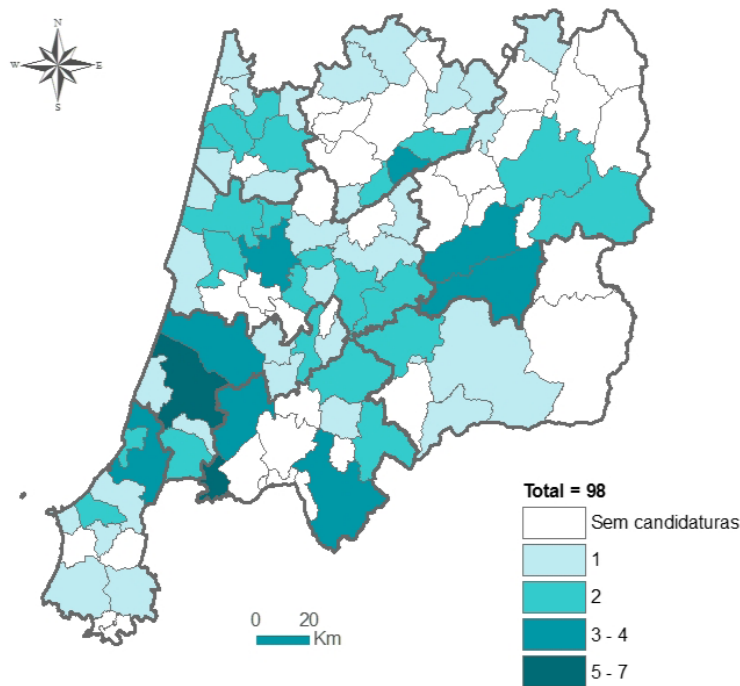 N
W E
S
Total = 98
Sem candidaturas
1
2
3 - 4
5 - 7
0 20
Km